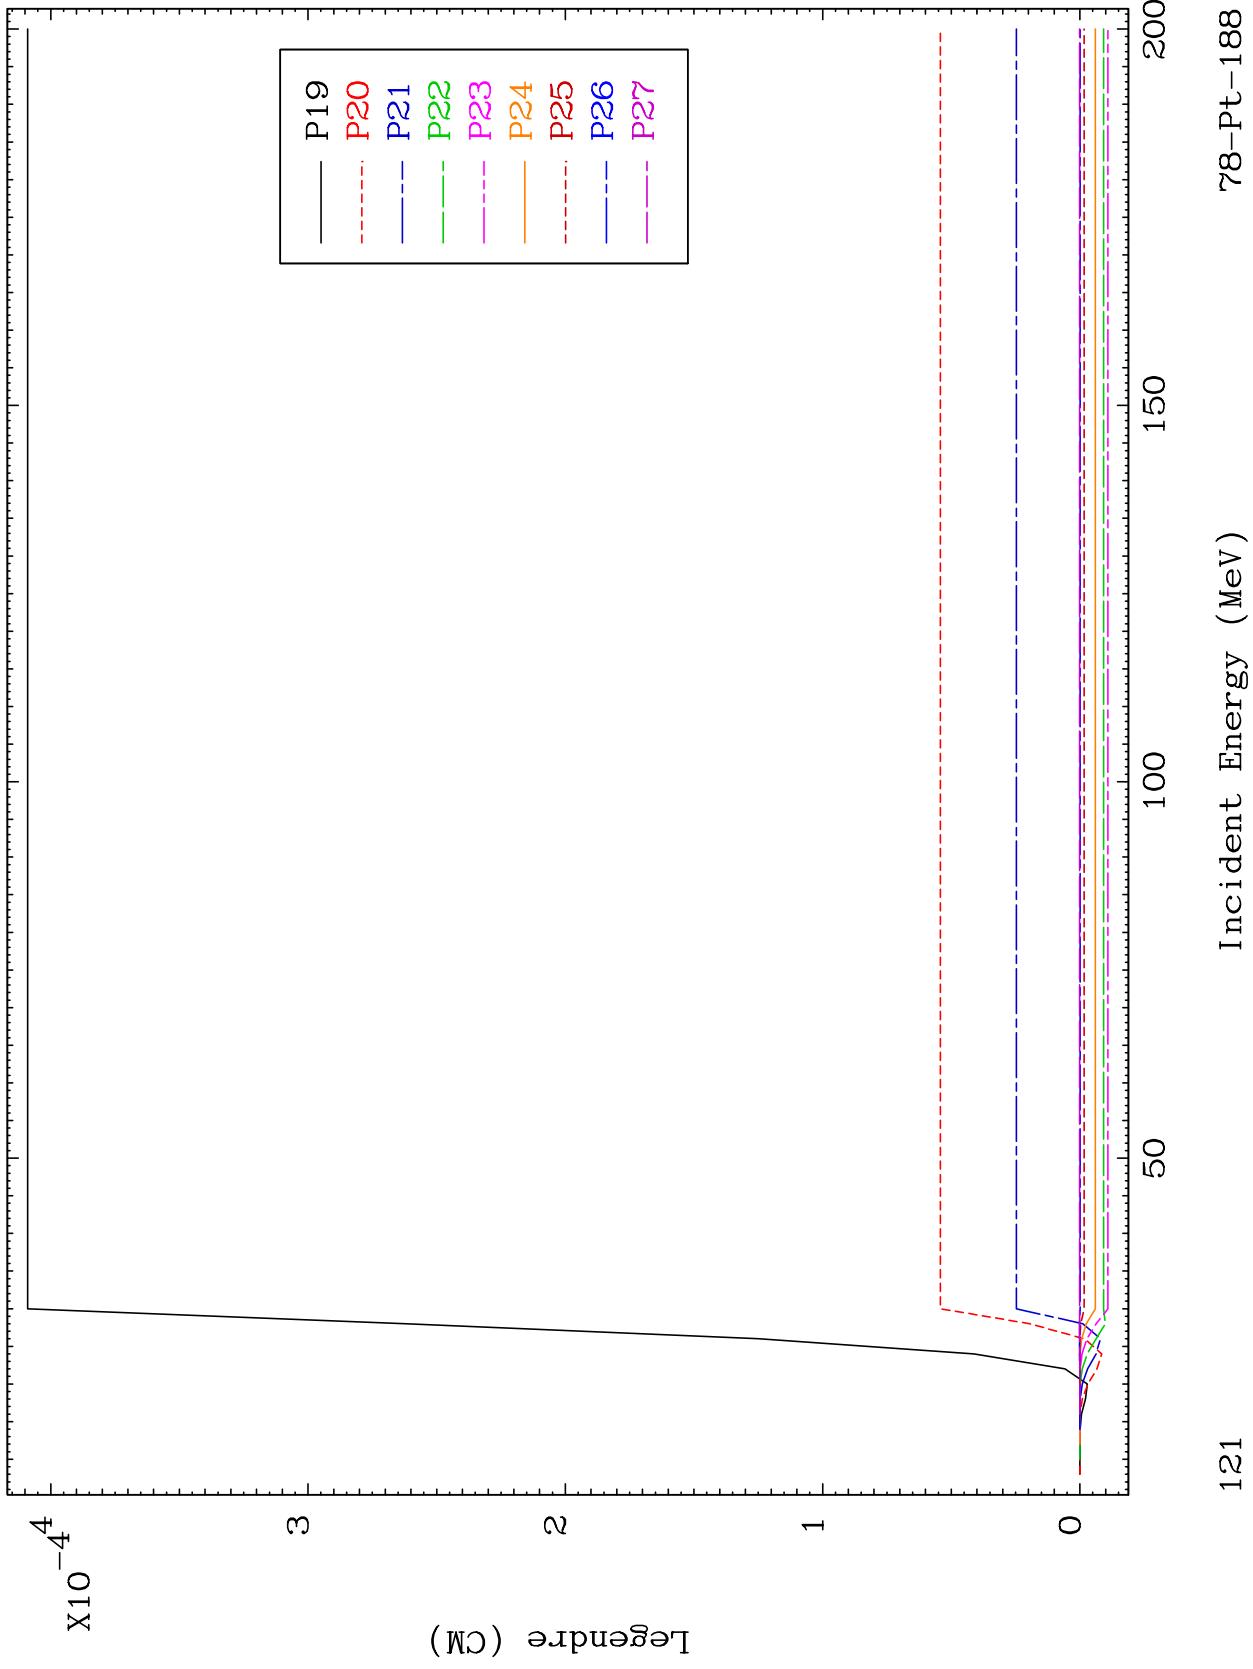 X10⁻⁴
Legendre (CM)
4
3
2
1
0
P19
P20
P21
P22
P23
P24
P25
P26
P27
50
100
150
200
Incident Energy (MeV)
121
78-Pt-188